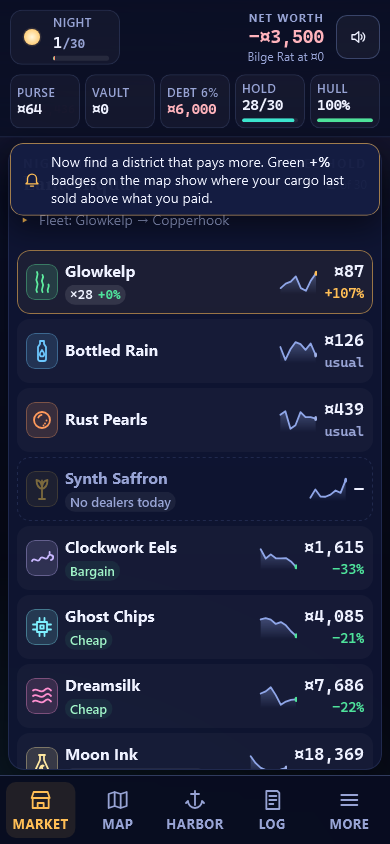 NIGHT
1/30
NET WORTH
−¤3,500
Bilge Rat at ¤0
PURSE
¤64
VAULT
¤0
DEBT 6%
¤6,000
HOLD
28/30
HULL
100%
Now find a district that pays more. Green +%
badges on the map show where your cargo last
sold above what you paid.
Fleet: Glowkelp → Copperhook
Glowkelp
×28 +0%
¤87
+107%
Bottled Rain
¤126
usual
Rust Pearls
¤439
usual
Synth Saffron
No dealers today
—
Clockwork Eels
Bargain
¤1,615
−33%
Ghost Chips
Cheap
¤4,085
−21%
Dreamsilk
Cheap
¤7,686
−22%
Moon Ink
¤18,369
MARKET
MAP
HARBOR
LOG
MORE